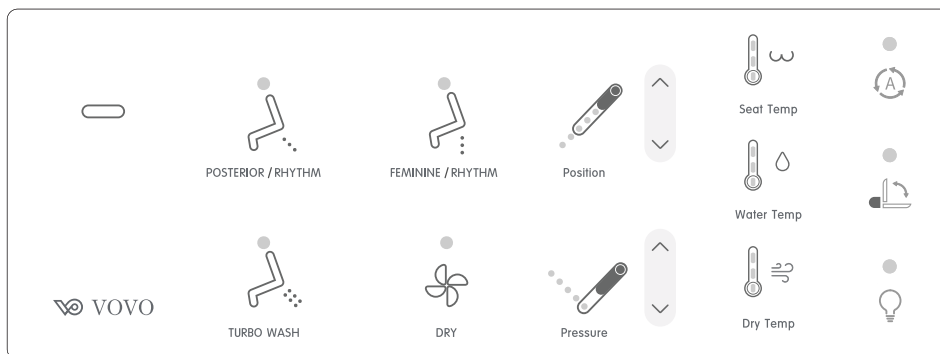 Seat Temp
A
POSTERIOR / RHYTHM
FEMININE / RHYTHM
Position
Water Temp
VOVO
TURBO WASH
DRY
Pressure
Dry Temp